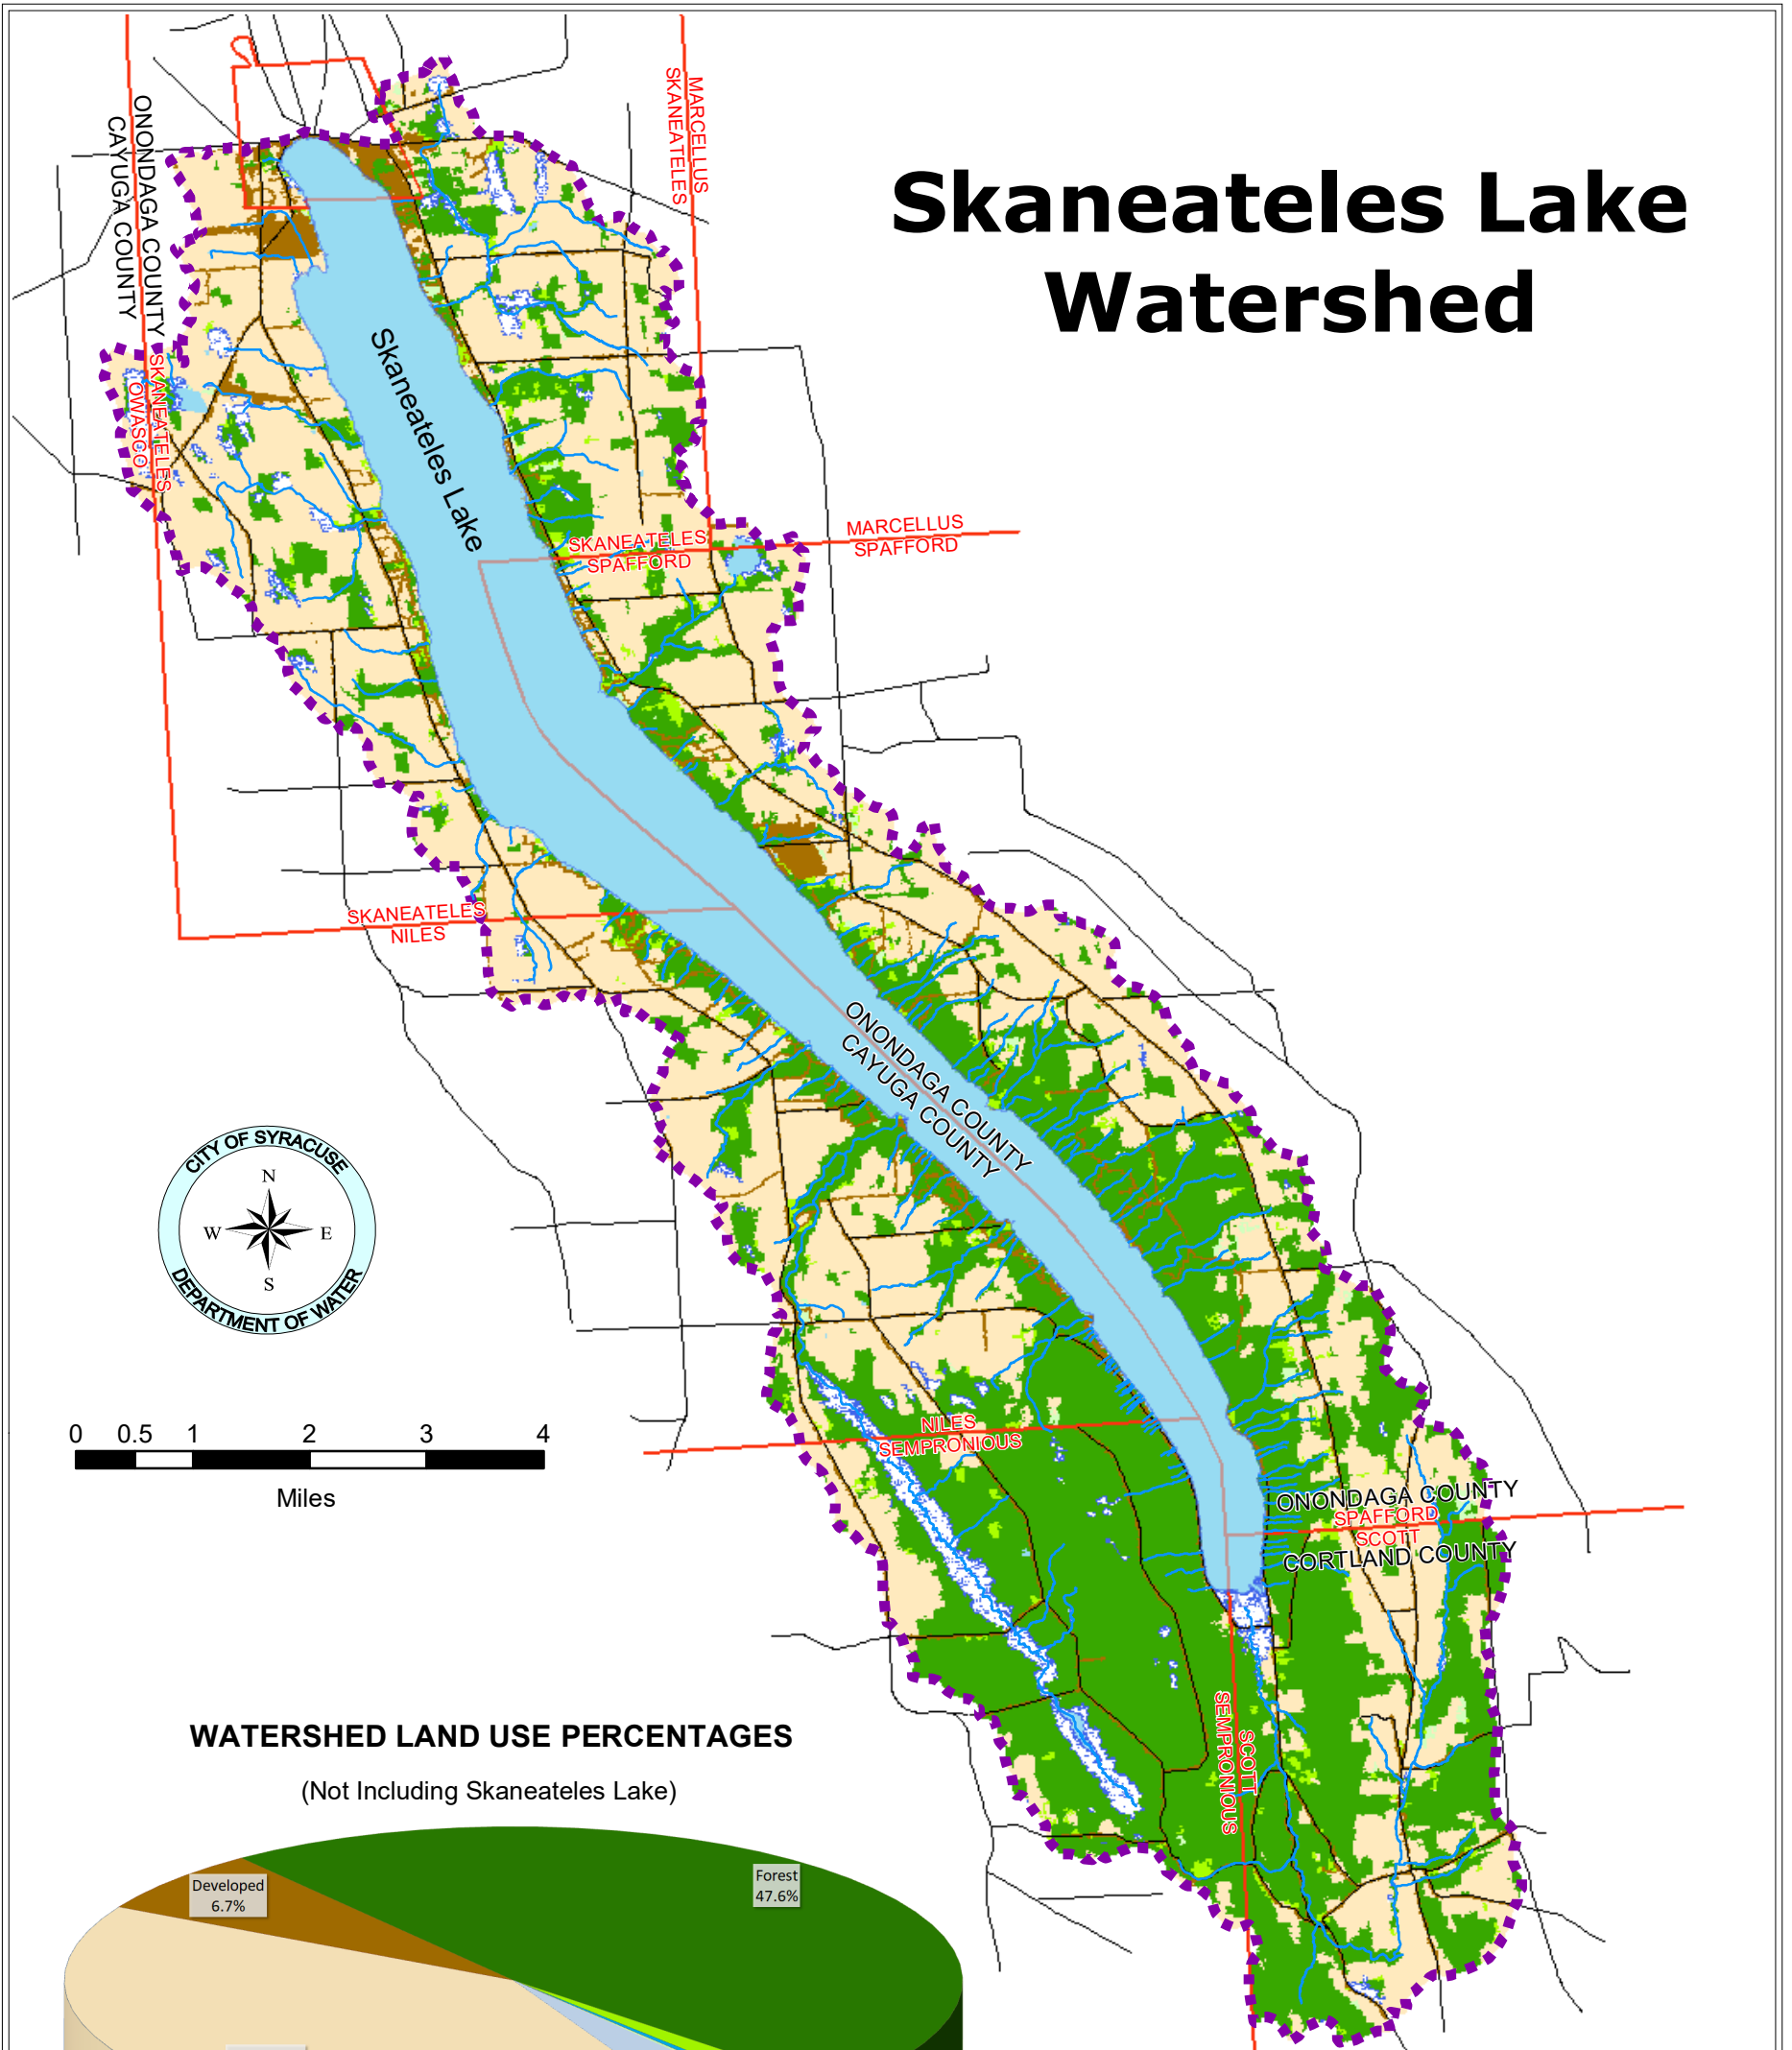 Skaneateles Lake
Watershed
ONONDAGA COUNTY
CAYUGA COUNTY
MARCELLUS
SKANEATELES
SKANEATELES
OWASCO
Skaneateles Lake
SKANEATELES
SPAFFORD
MARCELLUS
SPAFFORD
SKANEATELES
NILES
ONONDAGA COUNTY
CAYUGA COUNTY
CITY OF SYRACUSE
N
W
E
S
DEPARTMENT OF WATER
0 0.5 1 2 3 4
Miles
NILES
SEMPRONIOUS
ONONDAGA COUNTY
SPAFFORD
SCOTT
CORTLAND COUNTY
SCOTT
SEMPRONIOUS
WATERSHED LAND USE PERCENTAGES
(Not Including Skaneateles Lake)
Developed
6.7%
Forest
47.6%